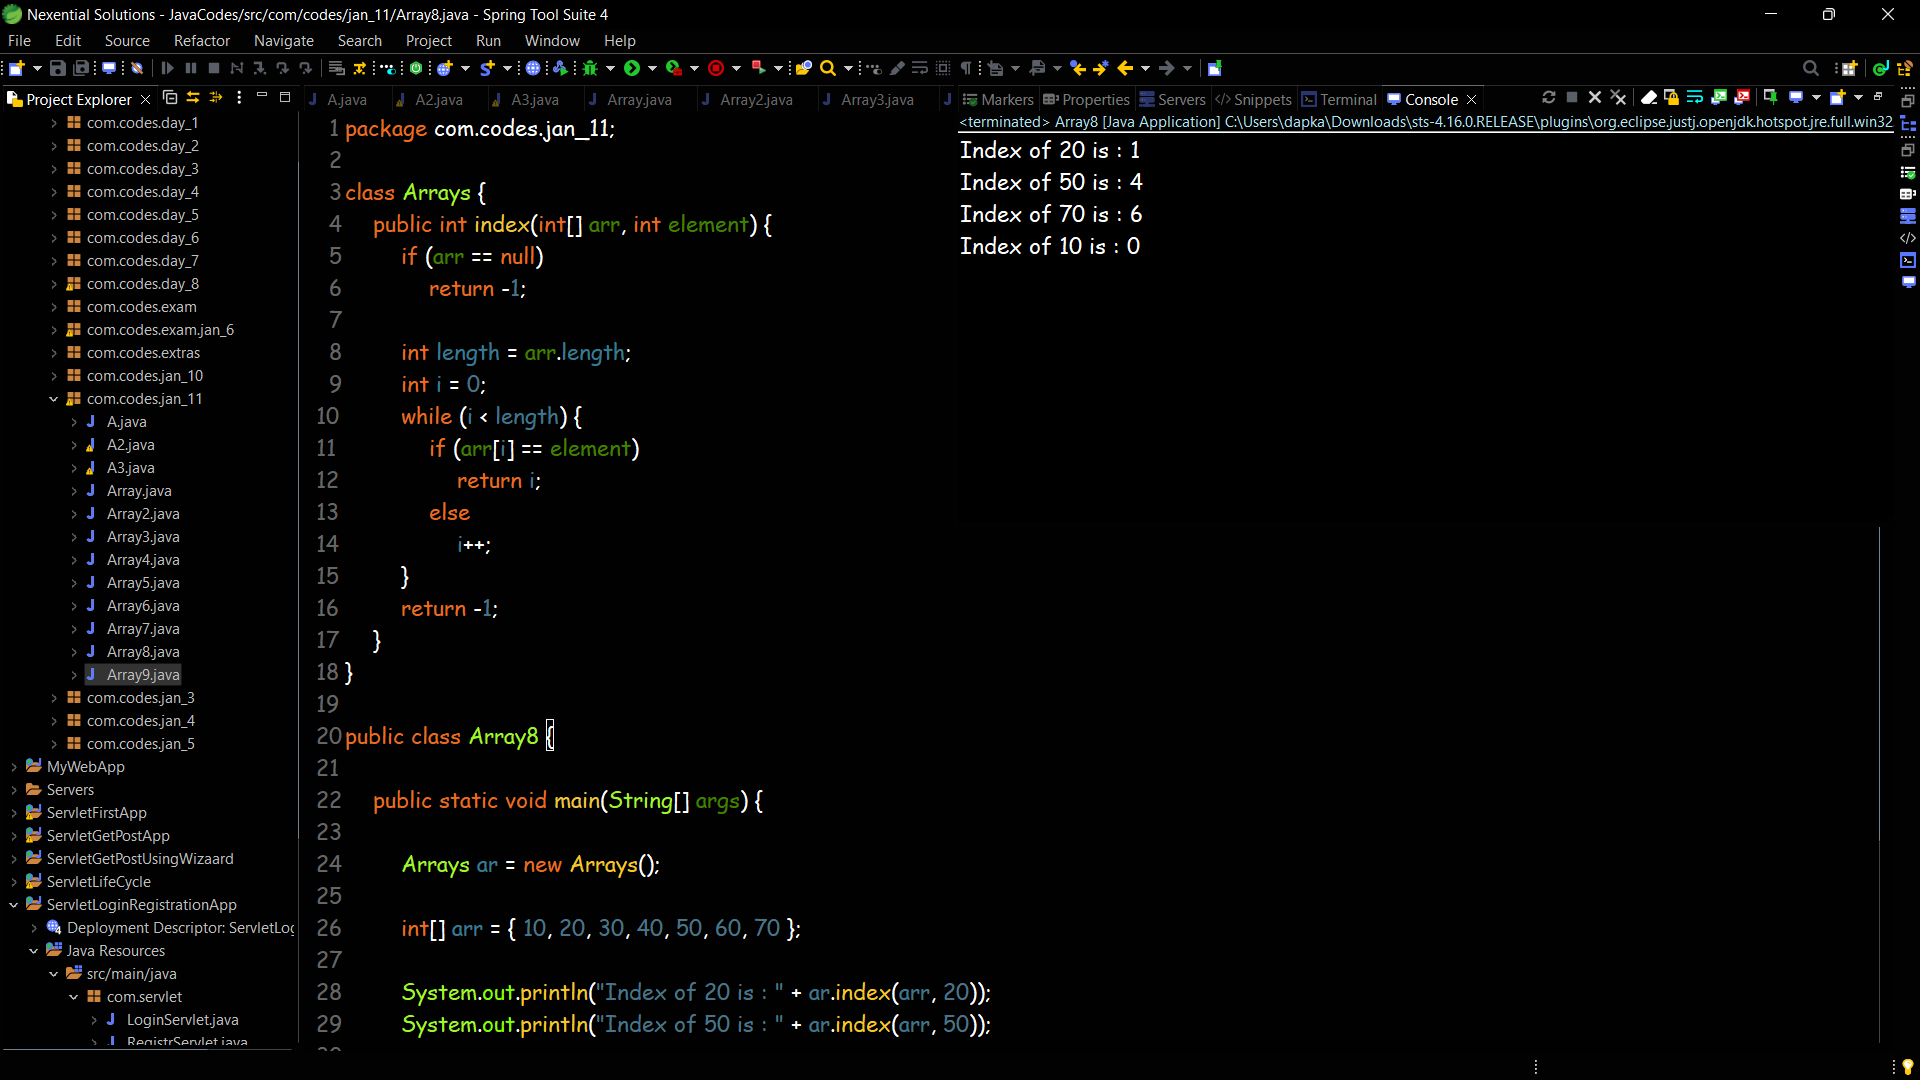 Nexential Solutions - JavaCodes/src/com/codes/jan_11/Array8.java - Spring Tool Suite 4
File Edit Source Refactor Navigate Search Project Run Window Help
Project Explorer
com.codes.day_1
com.codes.day_2
com.codes.day_3
com.codes.day_4
com.codes.day_5
com.codes.day_6
com.codes.day_7
com.codes.day_8
com.codes.exam
com.codes.exam.jan_6
com.codes.extras
com.codes.jan_10
com.codes.jan_11
A.java
A2.java
A3.java
Array.java
Array2.java
Array3.java
Array4.java
Array5.java
Array6.java
Array7.java
Array8.java
Array9.java
com.codes.jan_3
com.codes.jan_4
com.codes.jan_5
MyWebApp
Servers
ServletFirstApp
ServletGetPostApp
ServletGetPostUsingWizaard
ServletLifeCycle
ServletLoginRegistrationApp
Deployment Descriptor: ServletLog
Java Resources
src/main/java
com.servlet
LoginServlet.java
RegistrServlet.java
A.java A2.java A3.java Array.java Array2.java Array3.java
1 package com.codes.jan_11;
2
3 class Arrays {
4 public int index(int[] arr, int element) {
5 if (arr == null)
6 return -1;
7
8 int length = arr.length;
9 int i = 0;
10 while (i < length) {
11 if (arr[i] == element)
12 return i;
13 else
14 i++;
15 }
16 return -1;
17 }
18 }
19
20 public class Array8 {
21
22 public static void main(String[] args) {
23
24 Arrays ar = new Arrays();
25
26 int[] arr = { 10, 20, 30, 40, 50, 60, 70 };
27
28 System.out.println("Index of 20 is : " + ar.index(arr, 20));
29 System.out.println("Index of 50 is : " + ar.index(arr, 50));
Markers Properties Servers Snippets Terminal Console
<terminated> Array8 [Java Application] C:\Users\dapka\Downloads\sts-4.16.0.RELEASE\plugins\org.eclipse.justj.openjdk.hotspot.jre.full.win32
Index of 20 is : 1
Index of 50 is : 4
Index of 70 is : 6
Index of 10 is : 0